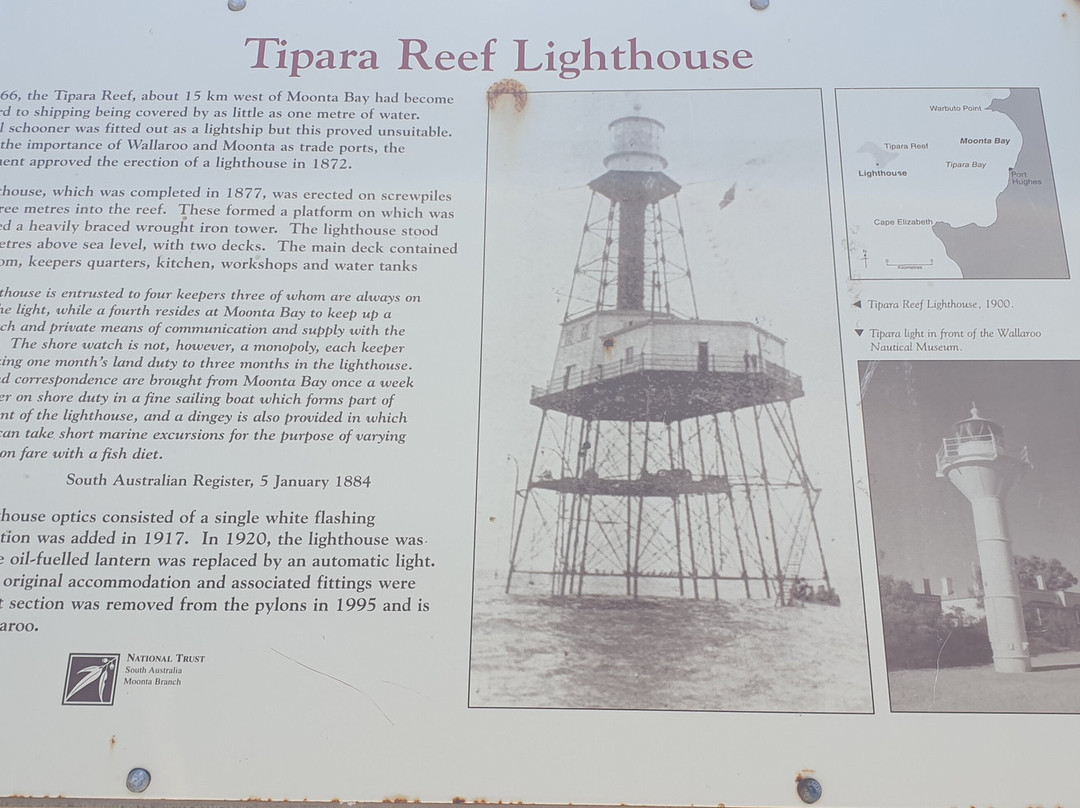 Tipara Reef Lighthouse
66, the Tipara Reef, about 15 km west of Moonta Bay had become
rd to shipping being covered by as little as one metre of water.
l schooner was fitted out as a lightship but this proved unsuitable.
the importance of Wallaroo and Moonta as trade ports, the
ent approved the erection of a lighthouse in 1872.
thouse, which was completed in 1877, was erected on screwpiles
ree metres into the reef. These formed a platform on which was
ed a heavily braced wrought iron tower. The lighthouse stood
etres above sea level, with two decks. The main deck contained
om, keepers quarters, kitchen, workshops and water tanks
thouse is entrusted to four keepers three of whom are always on
he light, while a fourth resides at Moonta Bay to keep up a
ch and private means of communication and supply with the
The shore watch is not, however, a monopoly, each keeper
ing one month's land duty to three months in the lighthouse.
d correspondence are brought from Moonta Bay once a week
er on shore duty in a fine sailing boat which forms part of
nt of the lighthouse, and a dingey is also provided in which
can take short marine excursions for the purpose of varying
on fare with a fish diet.
South Australian Register, 5 January 1884
house optics consisted of a single white flashing
tion was added in 1917. In 1920, the lighthouse was
e oil-fuelled lantern was replaced by an automatic light.
original accommodation and associated fittings were
t section was removed from the pylons in 1995 and is
aroo.
NATIONAL TRUST
South Australia
Moonta Branch
Warbuto Point
Moonta Bay
Tipara Reef
Tipara Bay
Lighthouse
Port
Hughes
Cape Elizabeth
Kilometres
Tipara Reef Lighthouse, 1900.
Tipara light in front of the Wallaroo
Nautical Museum.